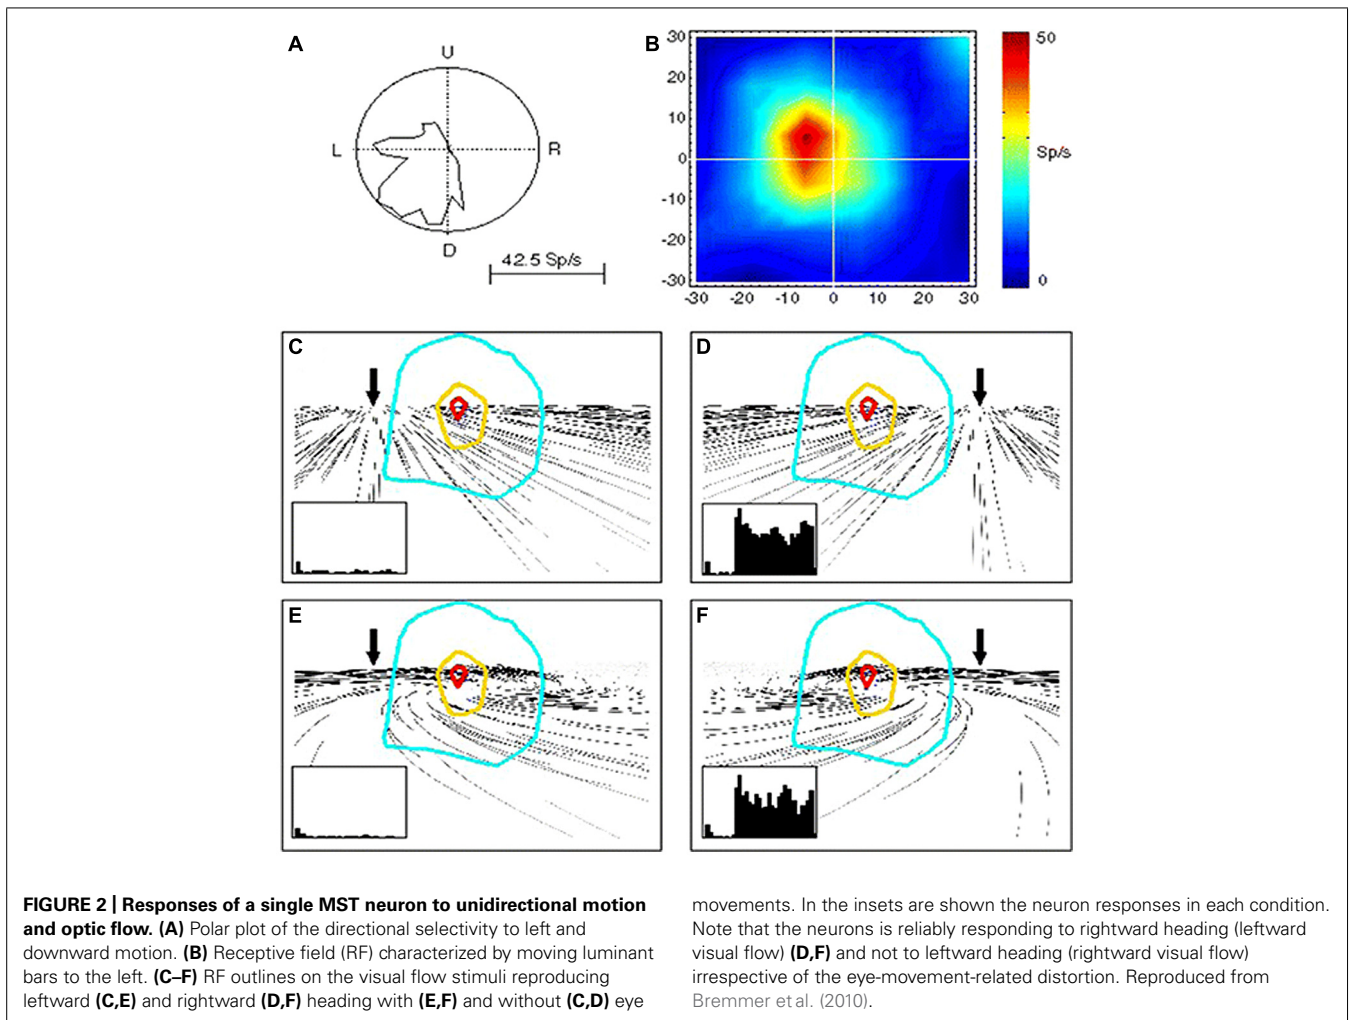 A
U
L
R
D
42.5 Sp/s
B
30
20
10
0
-10
-20
-30
-30
-20
-10
0
10
20
30
50
Sp/s
0
C
D
E
F
FIGURE 2 | Responses of a single MST neuron to unidirectional motion
and optic flow. (A) Polar plot of the directional selectivity to left and
downward motion. (B) Receptive field (RF) characterized by moving luminant
bars to the left. (C–F) RF outlines on the visual flow stimuli reproducing
leftward (C,E) and rightward (D,F) heading with (E,F) and without (C,D) eye
movements. In the insets are shown the neuron responses in each condition.
Note that the neurons is reliably responding to rightward heading (leftward
visual flow) (D,F) and not to leftward heading (rightward visual flow)
irrespective of the eye-movement-related distortion. Reproduced from
Bremmer et al. (2010).